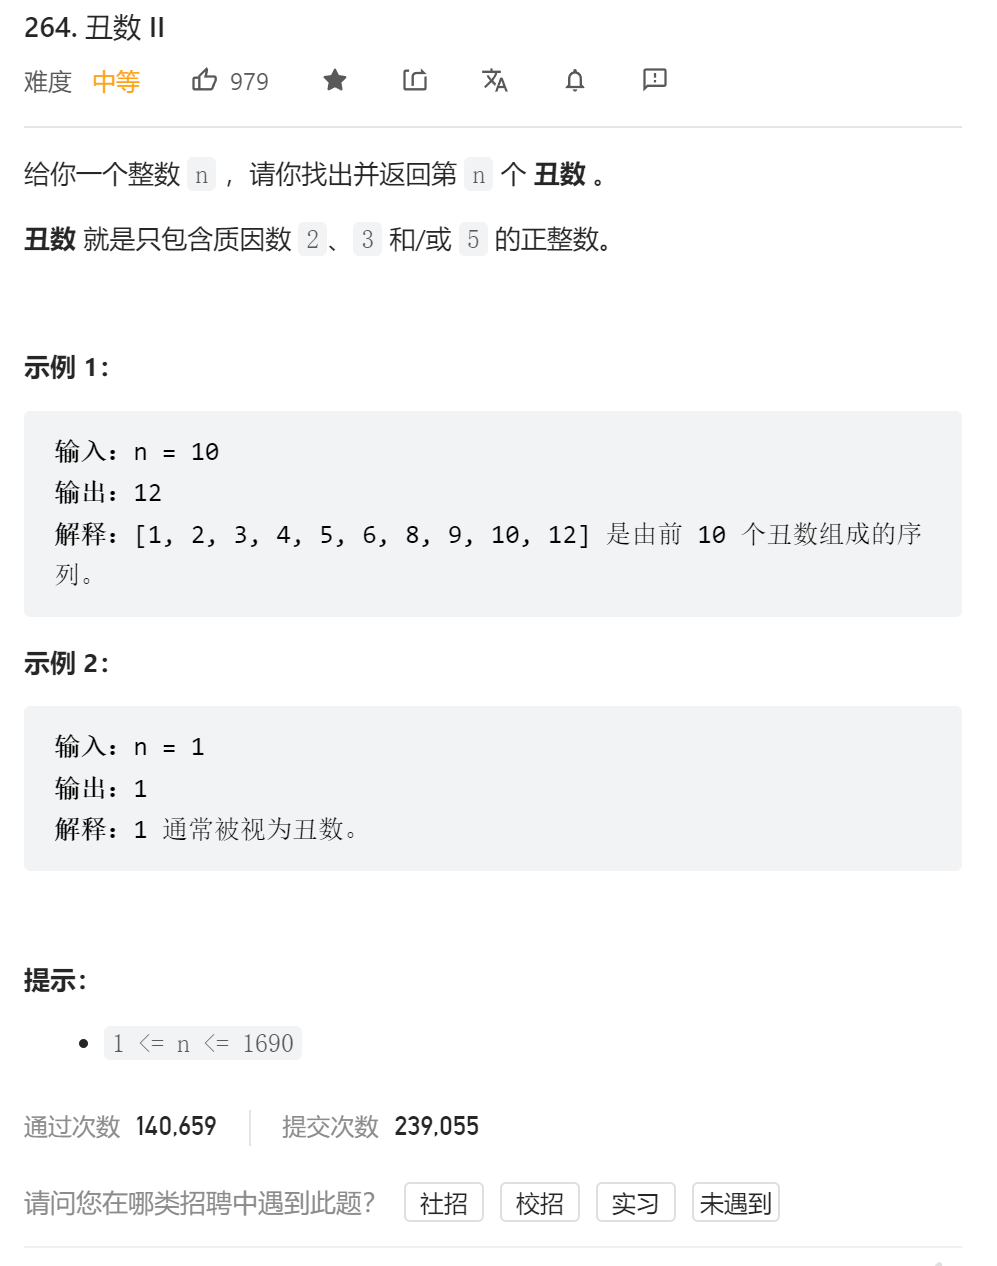 264. 丑数 II
难度 中等 979
给你一个整数 n ，请你找出并返回第 n 个 丑数 。
丑数 就是只包含质因数 2、3 和/或 5 的正整数。
示例 1：
输入：n = 10
输出：12
解释：[1, 2, 3, 4, 5, 6, 8, 9, 10, 12] 是由前 10 个丑数组成的序
列。
示例 2：
输入：n = 1
输出：1
解释：1 通常被视为丑数。
提示：
1 <= n <= 1690
通过次数 140,659 提交次数 239,055
请问您在哪类招聘中遇到此题？ 社招 校招 实习 未遇到